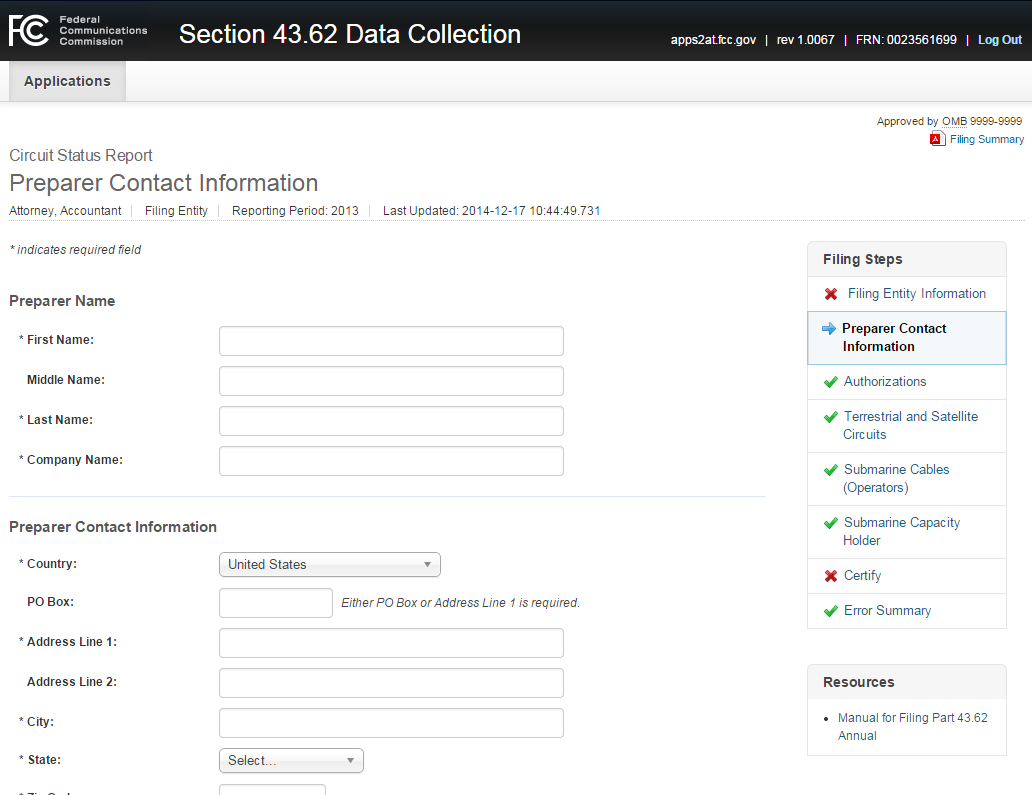 FCC
Federal
Communications
Commission
Section 43.62 Data Collection
apps2at.fcc.gov | rev 1.0067 | FRN: 0023561699 | Log Out
Applications
Approved by OMB 9999-9999
Filing Summary
Circuit Status Report
Preparer Contact Information
Attorney, Accountant | Filing Entity | Reporting Period: 2013 | Last Updated: 2014-12-17 10:44:49.731
* indicates required field
Preparer Name
* First Name:
Middle Name:
* Last Name:
* Company Name:
Preparer Contact Information
* Country:
United States
PO Box:
Either PO Box or Address Line 1 is required.
* Address Line 1:
Address Line 2:
* City:
* State:
Select...
Filing Steps
Filing Entity Information
Preparer Contact
Information
Authorizations
Terrestrial and Satellite
Circuits
Submarine Cables
(Operators)
Submarine Capacity
Holder
Certify
Error Summary
Resources
• Manual for Filing Part 43.62
Annual